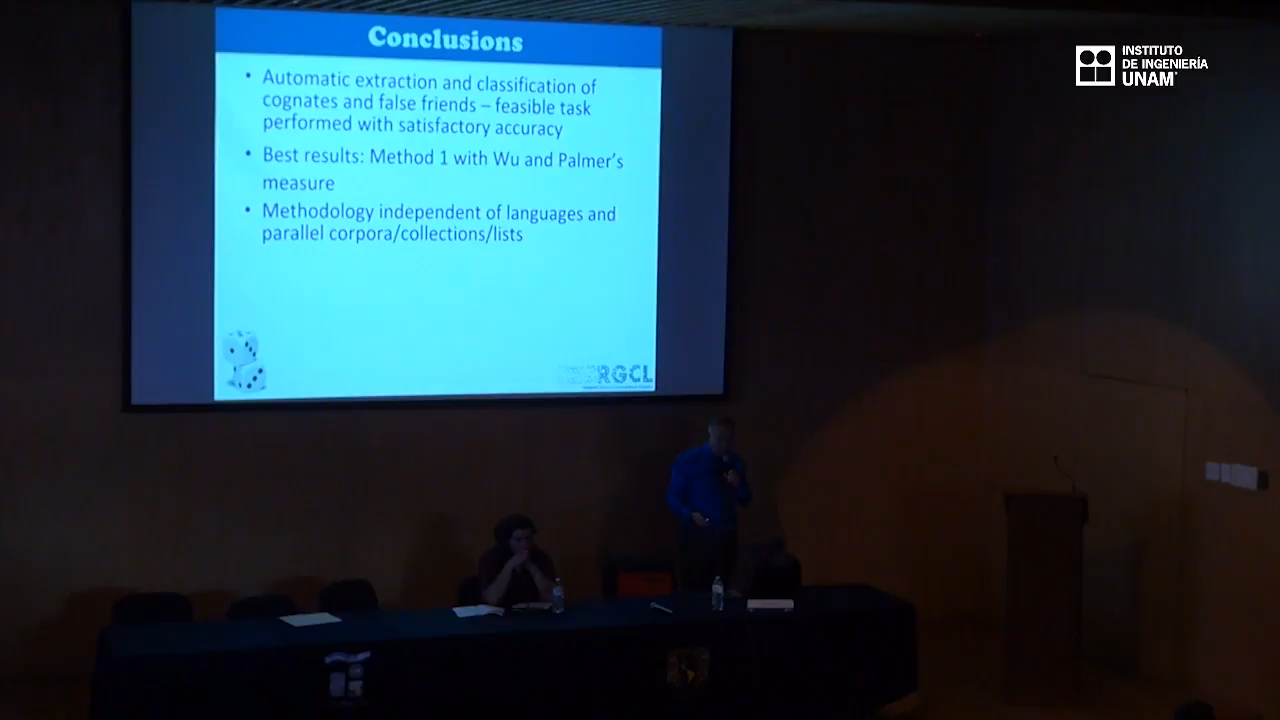 Conclusions
• Automatic extraction and classification of
cognates and false friends – feasible task
performed with satisfactory accuracy
• Best results: Method 1 with Wu and Palmer's
measure
• Methodology independent of languages and
parallel corpora/collections/lists
RGCL
INSTITUTO
DE INGENIERÍA
UNAM